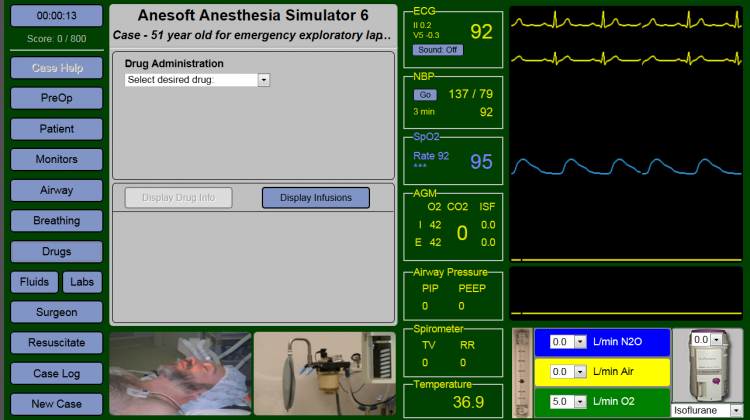 00:00:13
Score: 0 / 800
Case Help
PreOp
Patient
Monitors
Airway
Breathing
Drugs
Fluids Labs
Surgeon
Resuscitate
Case Log
New Case
Anesoft Anesthesia Simulator 6
Case - 51 year old for emergency exploratory lap..
Drug Administration
Select desired drug:
Display Drug Info Display Infusions
ECG
II 0.2
V5 -0.3
92
Sound: Off
NBP
Go 137 / 79
3 min 92
SpO2
Rate 92
***
95
AGM
O2 CO2 ISF
I 42 0.0
0
E 42 0.0
Airway Pressure
PIP PEEP
0 0
Spirometer
TV RR
0 0
Temperature
36.9
0.0 L/min N2O
0.0 L/min Air
5.0 L/min O2
0.0
Isoflurane